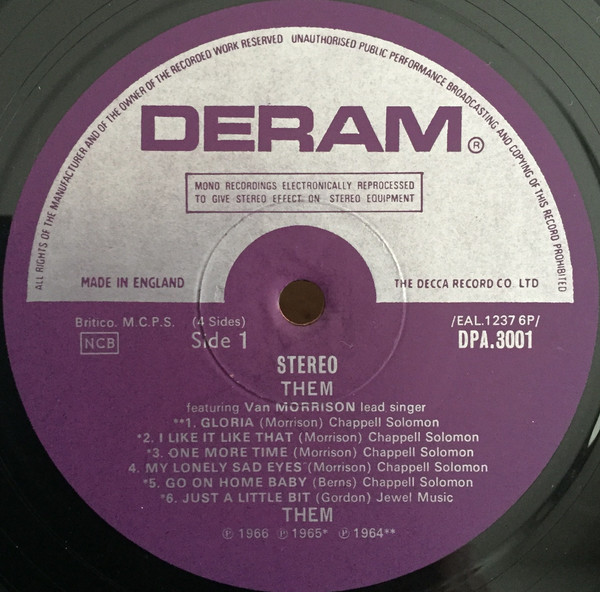 ALL RIGHTS OF THE MANUFACTURER AND OF THE OWNER OF THE RECORDED WORK RESERVED UNAUTHORISED PUBLIC PERFORMANCE BROADCASTING AND COPYING OF THIS RECORD PROHIBITED
DERAM®
MONO RECORDINGS ELECTRONICALLY REPROCESSED
TO GIVE STEREO EFFECT ON STEREO EQUIPMENT
MADE IN ENGLAND THE DECCA RECORD CO LTD
Britico. M.C.P.S. (4 Sides) /EAL.1237 6P/
NCB Side 1 DPA.3001
STEREO
THEM
featuring Van MORRISON lead singer
**1. GLORIA (Morrison) Chappell Solomon
*2. I LIKE IT LIKE THAT (Morrison) Chappell Solomon
*3. ONE MORE TIME (Morrison) Chappell Solomon
4. MY LONELY SAD EYES (Morrison) Chappell Solomon
*5. GO ON HOME BABY (Berns) Chappell Solomon
*6. JUST A LITTLE BIT (Gordon) Jewel Music
THEM
℗ 1966 ℗ 1965* ℗ 1964**